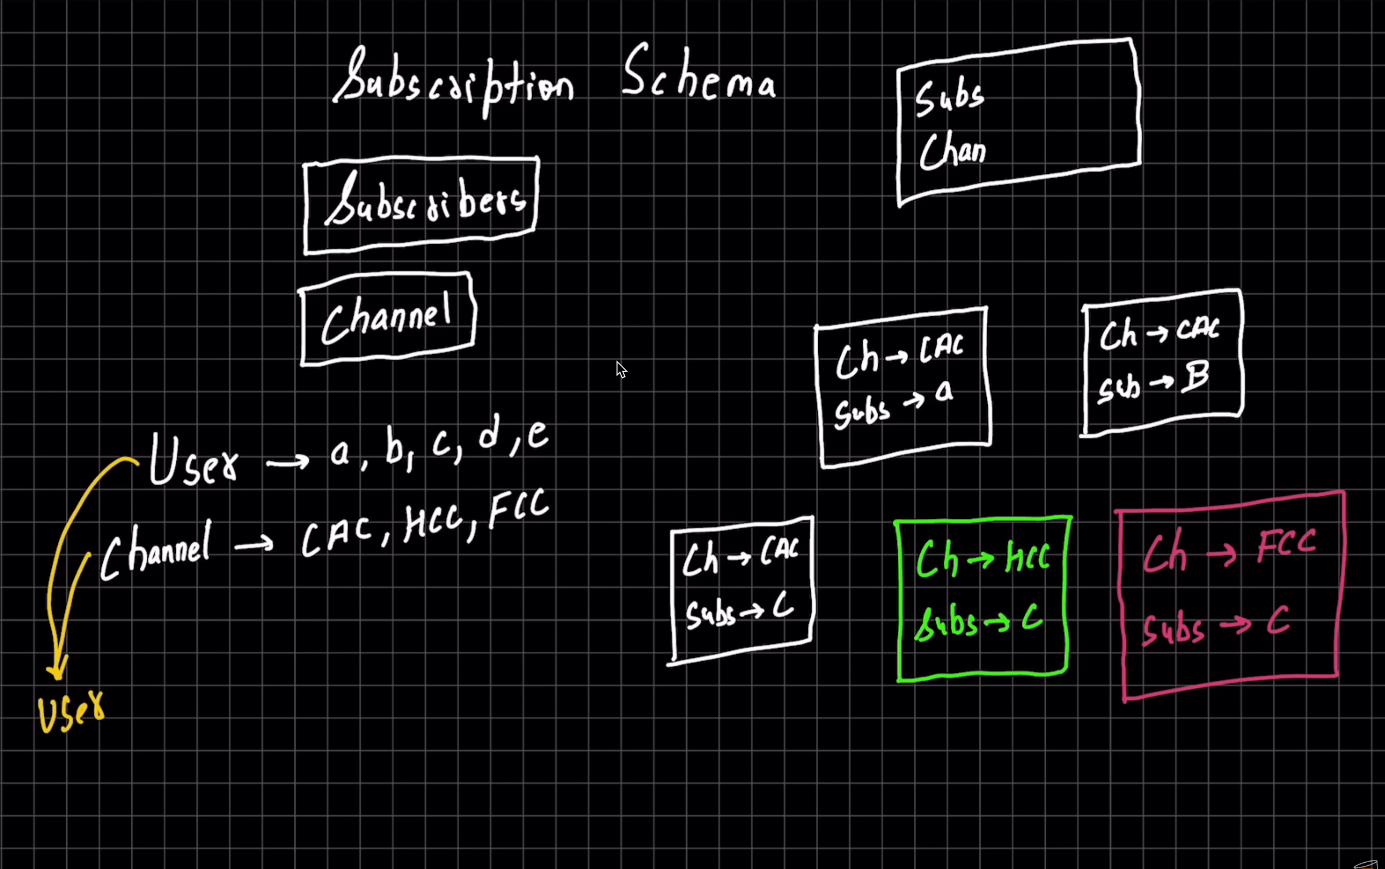 Subscription Schema
Subscribers
Channel
User → a, b, c, d, e
Channel → CAC, HCC, FCC
User
Subs
Chan
Ch → CAC
Subs → a
Ch → CAC
Sub → B
Ch → CAC
Subs → C
Ch → HCC
Subs → C
Ch → FCC
Subs → C